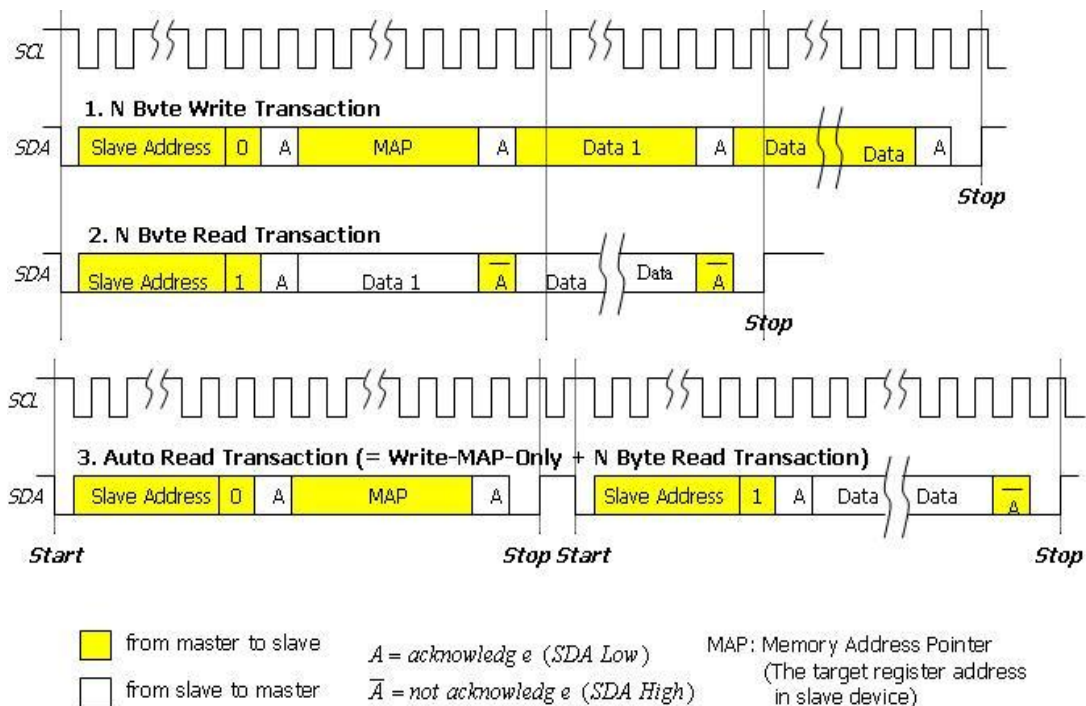 SCL
1. N Byte Write Transaction
SDA Slave Address 0 A MAP A Data 1 A Data Data A
Stop
2. N Byte Read Transaction
SDA Slave Address 1 A Data 1 A̅ Data Data A̅
Stop
SCL
3. Auto Read Transaction (= Write-MAP-Only + N Byte Read Transaction)
SDA Slave Address 0 A MAP A Slave Address 1 A Data Data A̅
Start Stop Start Stop
from master to slave
from slave to master
A = acknowledg e (SDA Low)
A̅ = not acknowledg e (SDA High)
MAP: Memory Address Pointer
(The target register address
in slave device)